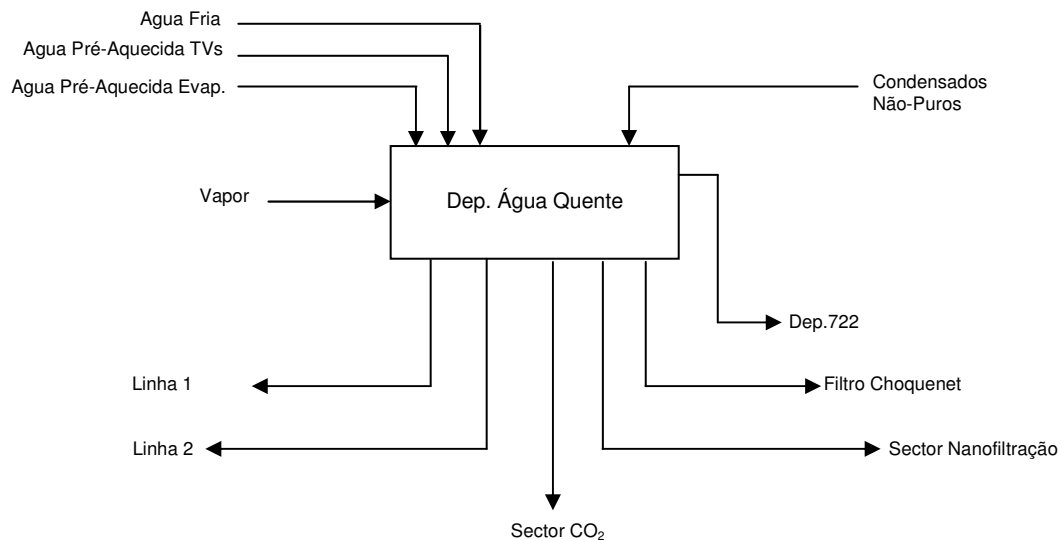 Agua Fria
Agua Pré-Aquecida TVs
Agua Pré-Aquecida Evap.
Condensados
Não-Puros
Vapor
Dep. Água Quente
Dep.722
Linha 1
Filtro Choquenet
Linha 2
Sector Nanofiltração
Sector CO₂